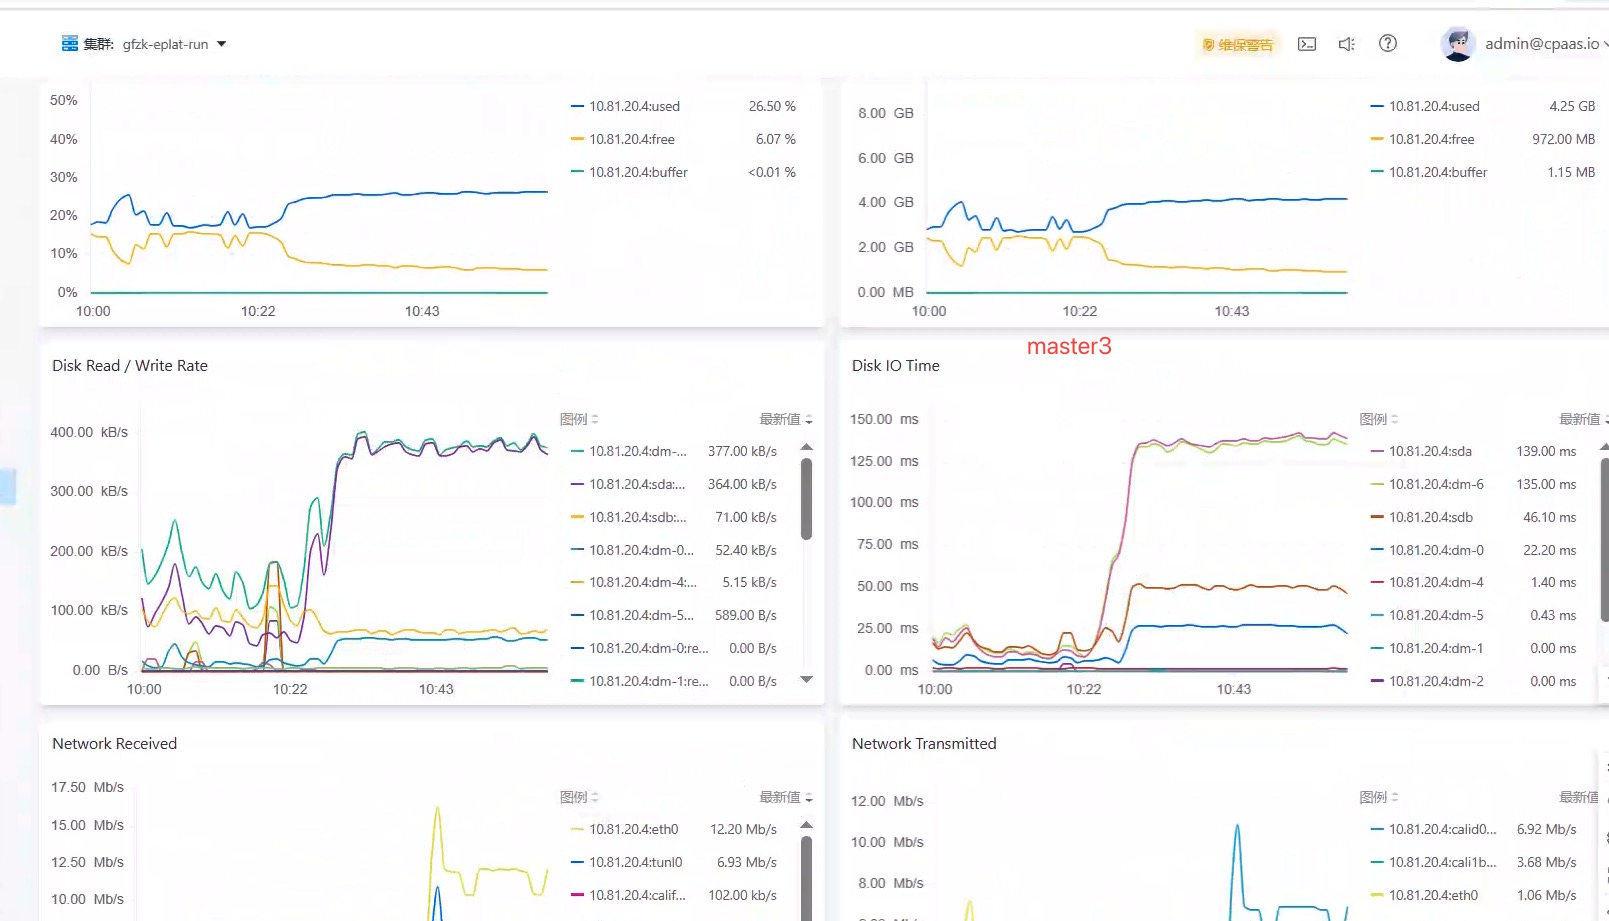 集群: gfzk-eplat-run
维保警告
admin@cpaas.io
50%
40%
30%
20%
10%
0%
10:00 10:22 10:43
10.81.20.4:used 26.50 %
10.81.20.4:free 6.07 %
10.81.20.4:buffer <0.01 %
8.00 GB
6.00 GB
4.00 GB
2.00 GB
0.00 MB
10:00 10:22 10:43
10.81.20.4:used 4.25 GB
10.81.20.4:free 972.00 MB
10.81.20.4:buffer 1.15 MB
master3
Disk Read / Write Rate
400.00 kB/s
300.00 kB/s
200.00 kB/s
100.00 kB/s
0.00 B/s
10:00 10:22 10:43
图例 最新值
10.81.20.4:dm-... 377.00 kB/s
10.81.20.4:sda:... 364.00 kB/s
10.81.20.4:sdb:... 71.00 kB/s
10.81.20.4:dm-0... 52.40 kB/s
10.81.20.4:dm-4:... 5.15 kB/s
10.81.20.4:dm-5... 589.00 B/s
10.81.20.4:dm-0:re... 0.00 B/s
10.81.20.4:dm-1:re... 0.00 B/s
Disk IO Time
150.00 ms
125.00 ms
100.00 ms
75.00 ms
50.00 ms
25.00 ms
0.00 ms
10:00 10:22 10:43
图例 最新值
10.81.20.4:sda 139.00 ms
10.81.20.4:dm-6 135.00 ms
10.81.20.4:sdb 46.10 ms
10.81.20.4:dm-0 22.20 ms
10.81.20.4:dm-4 1.40 ms
10.81.20.4:dm-5 0.43 ms
10.81.20.4:dm-1 0.00 ms
10.81.20.4:dm-2 0.00 ms
Network Received
17.50 Mb/s
15.00 Mb/s
12.50 Mb/s
10.00 Mb/s
图例 最新值
10.81.20.4:eth0 12.20 Mb/s
10.81.20.4:tunl0 6.93 Mb/s
10.81.20.4:calif... 102.00 kb/s
Network Transmitted
12.00 Mb/s
10.00 Mb/s
8.00 Mb/s
图例 最新值
10.81.20.4:calid0... 6.92 Mb/s
10.81.20.4:cali1b... 3.68 Mb/s
10.81.20.4:eth0 1.06 Mb/s